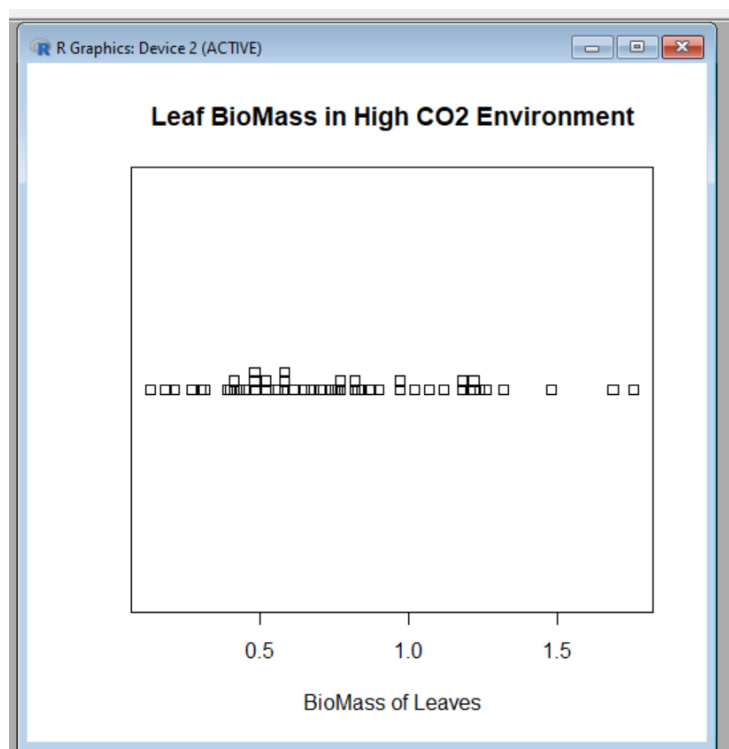 R Graphics: Device 2 (ACTIVE)
Leaf BioMass in High CO2 Environment
0.5 1.0 1.5
BioMass of Leaves